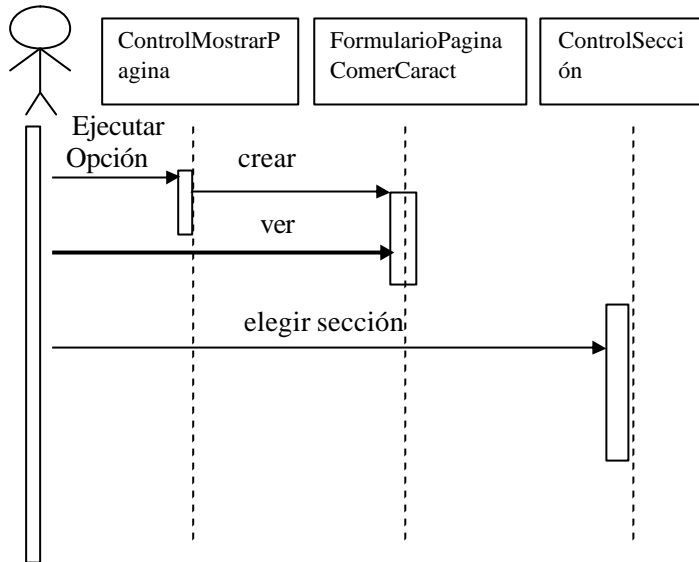 ControlMostrarP
agina
FormularioPagina
ComerCaract
ControlSecci
ón
Ejecutar
Opción
crear
ver
elegir sección